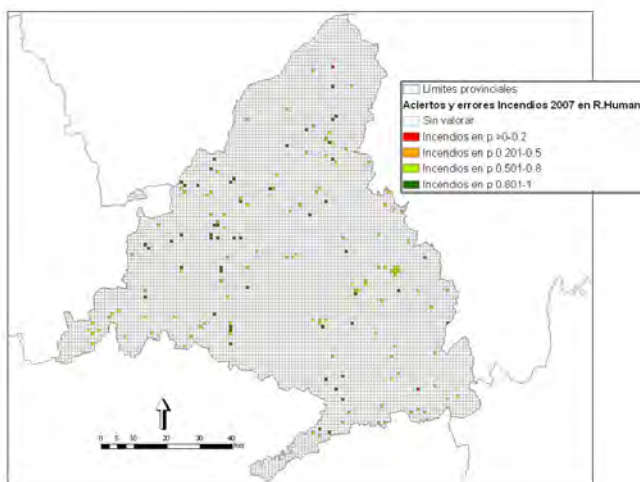 Límites provinciales
Aciertos y errores Incendios 2007 en R.Human
Sin valorar
Incendios en p >0-0.2
Incendios en p 0.201-0.5
Incendios en p 0.501-0.8
Incendios en p 0.801-1
0 5 10 20 30 40